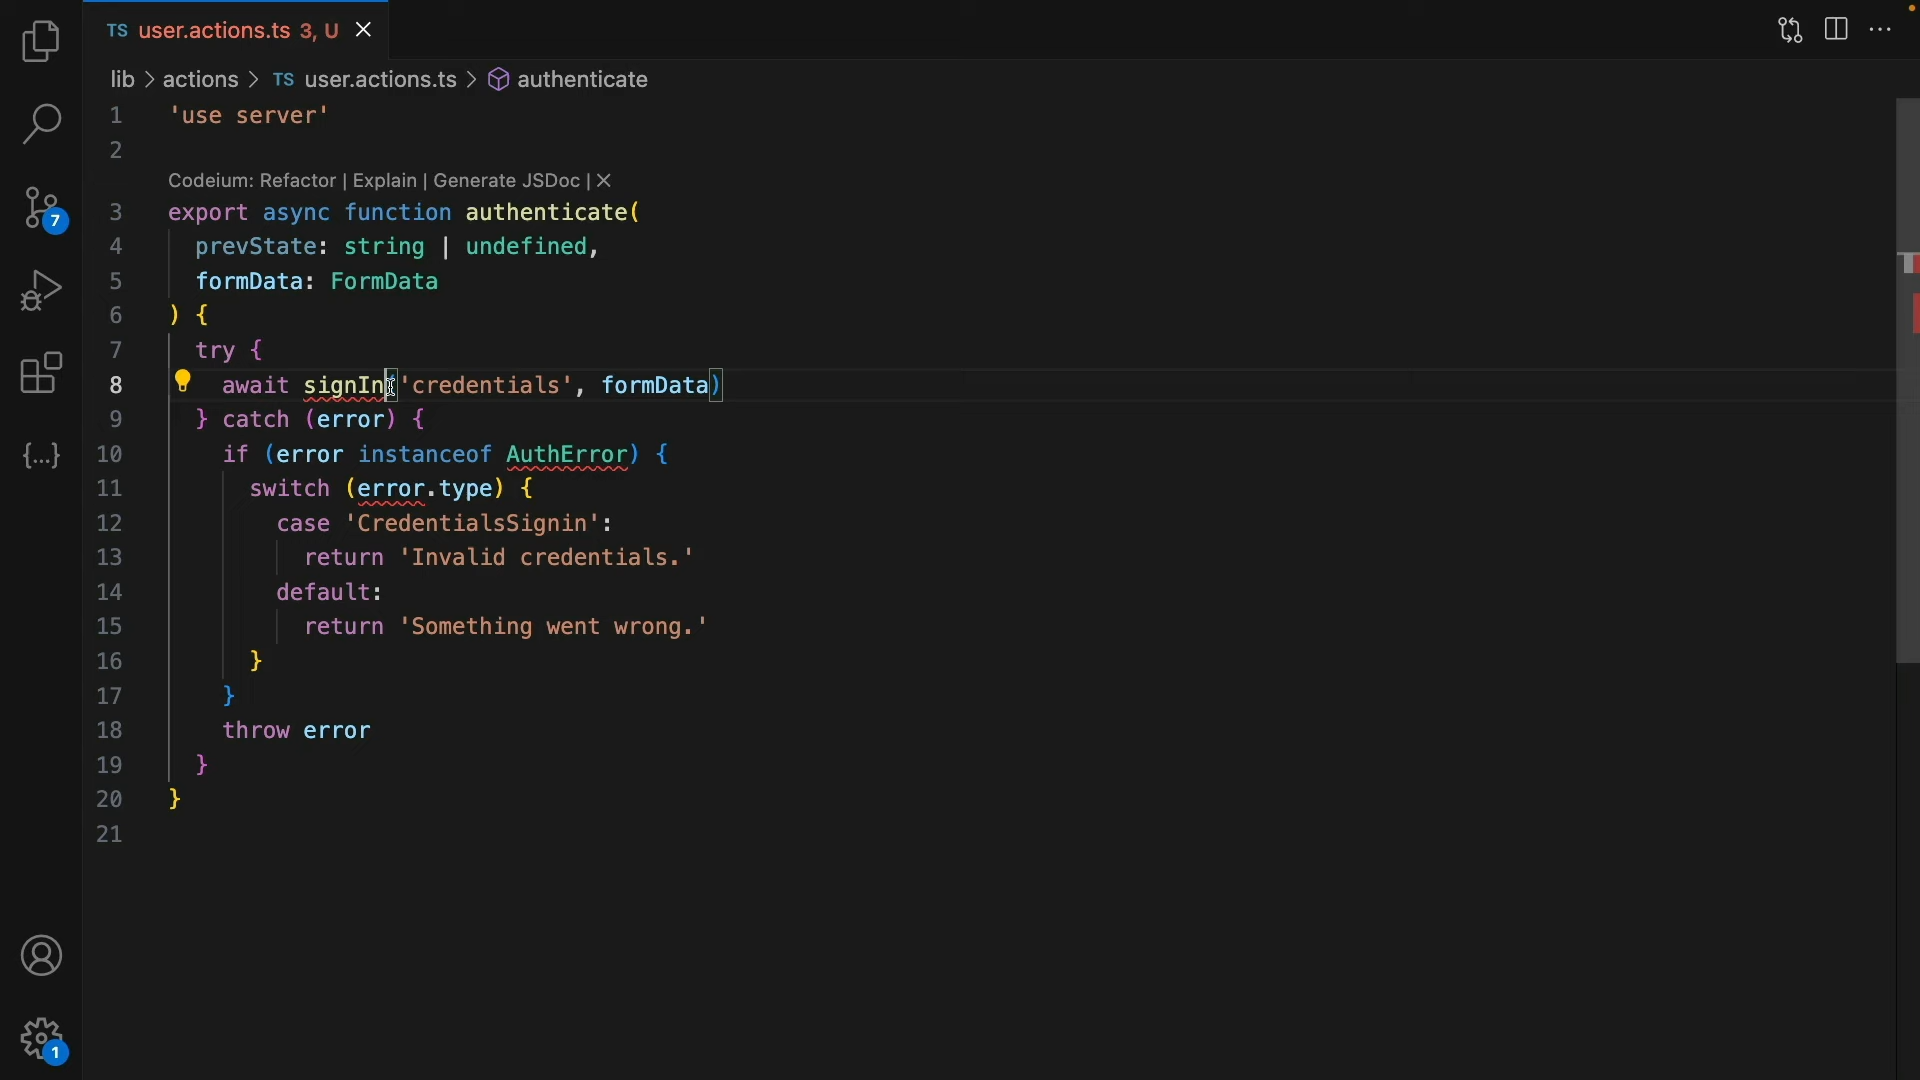 TS user.actions.ts 3, U
lib > actions > TS user.actions.ts > authenticate
1 'use server'
2
Codeium: Refactor | Explain | Generate JSDoc | ✕
3 export async function authenticate(
4 prevState: string | undefined,
5 formData: FormData
6 ) {
7 try {
8 await signIn('credentials', formData)
9 } catch (error) {
10 if (error instanceof AuthError) {
11 switch (error.type) {
12 case 'CredentialsSignin':
13 return 'Invalid credentials.'
14 default:
15 return 'Something went wrong.'
16 }
17 }
18 throw error
19 }
20 }
21
7
{...}
1